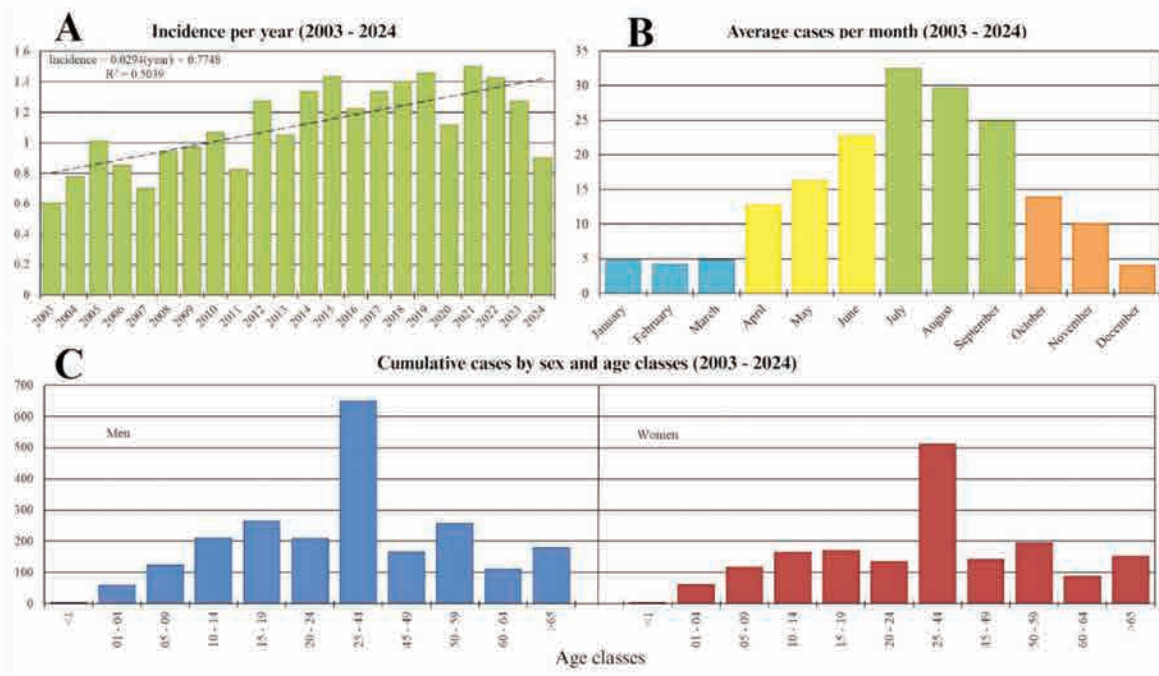 A
Incidence per year (2003 - 2024
Incidence = 0.0294(year) + 0.7748
R² = 0.5039
1.6
1.4
1.2
1
0.8
0.6
0.4
0.2
0
2003 2004 2005 2006 2007 2008 2009 2010 2011 2012 2013 2014 2015 2016 2017 2018 2019 2020 2021 2022 2023 2024
B
Average cases per month (2003 - 2024)
35
30
25
20
15
10
5
0
January February March April May June July August September October November December
C
Cumulative cases by sex and age classes (2003 - 2024)
700
600
500
400
300
200
100
0
Men
Women
<1 01 - 04 05 - 09 10 - 14 15 - 19 20 - 24 25 - 44 45 - 49 50 - 59 60 - 64 >65
<1 01 - 04 05 - 09 10 - 14 15 - 19 20 - 24 25 - 44 45 - 49 50 - 59 60 - 64 >65
Age classes